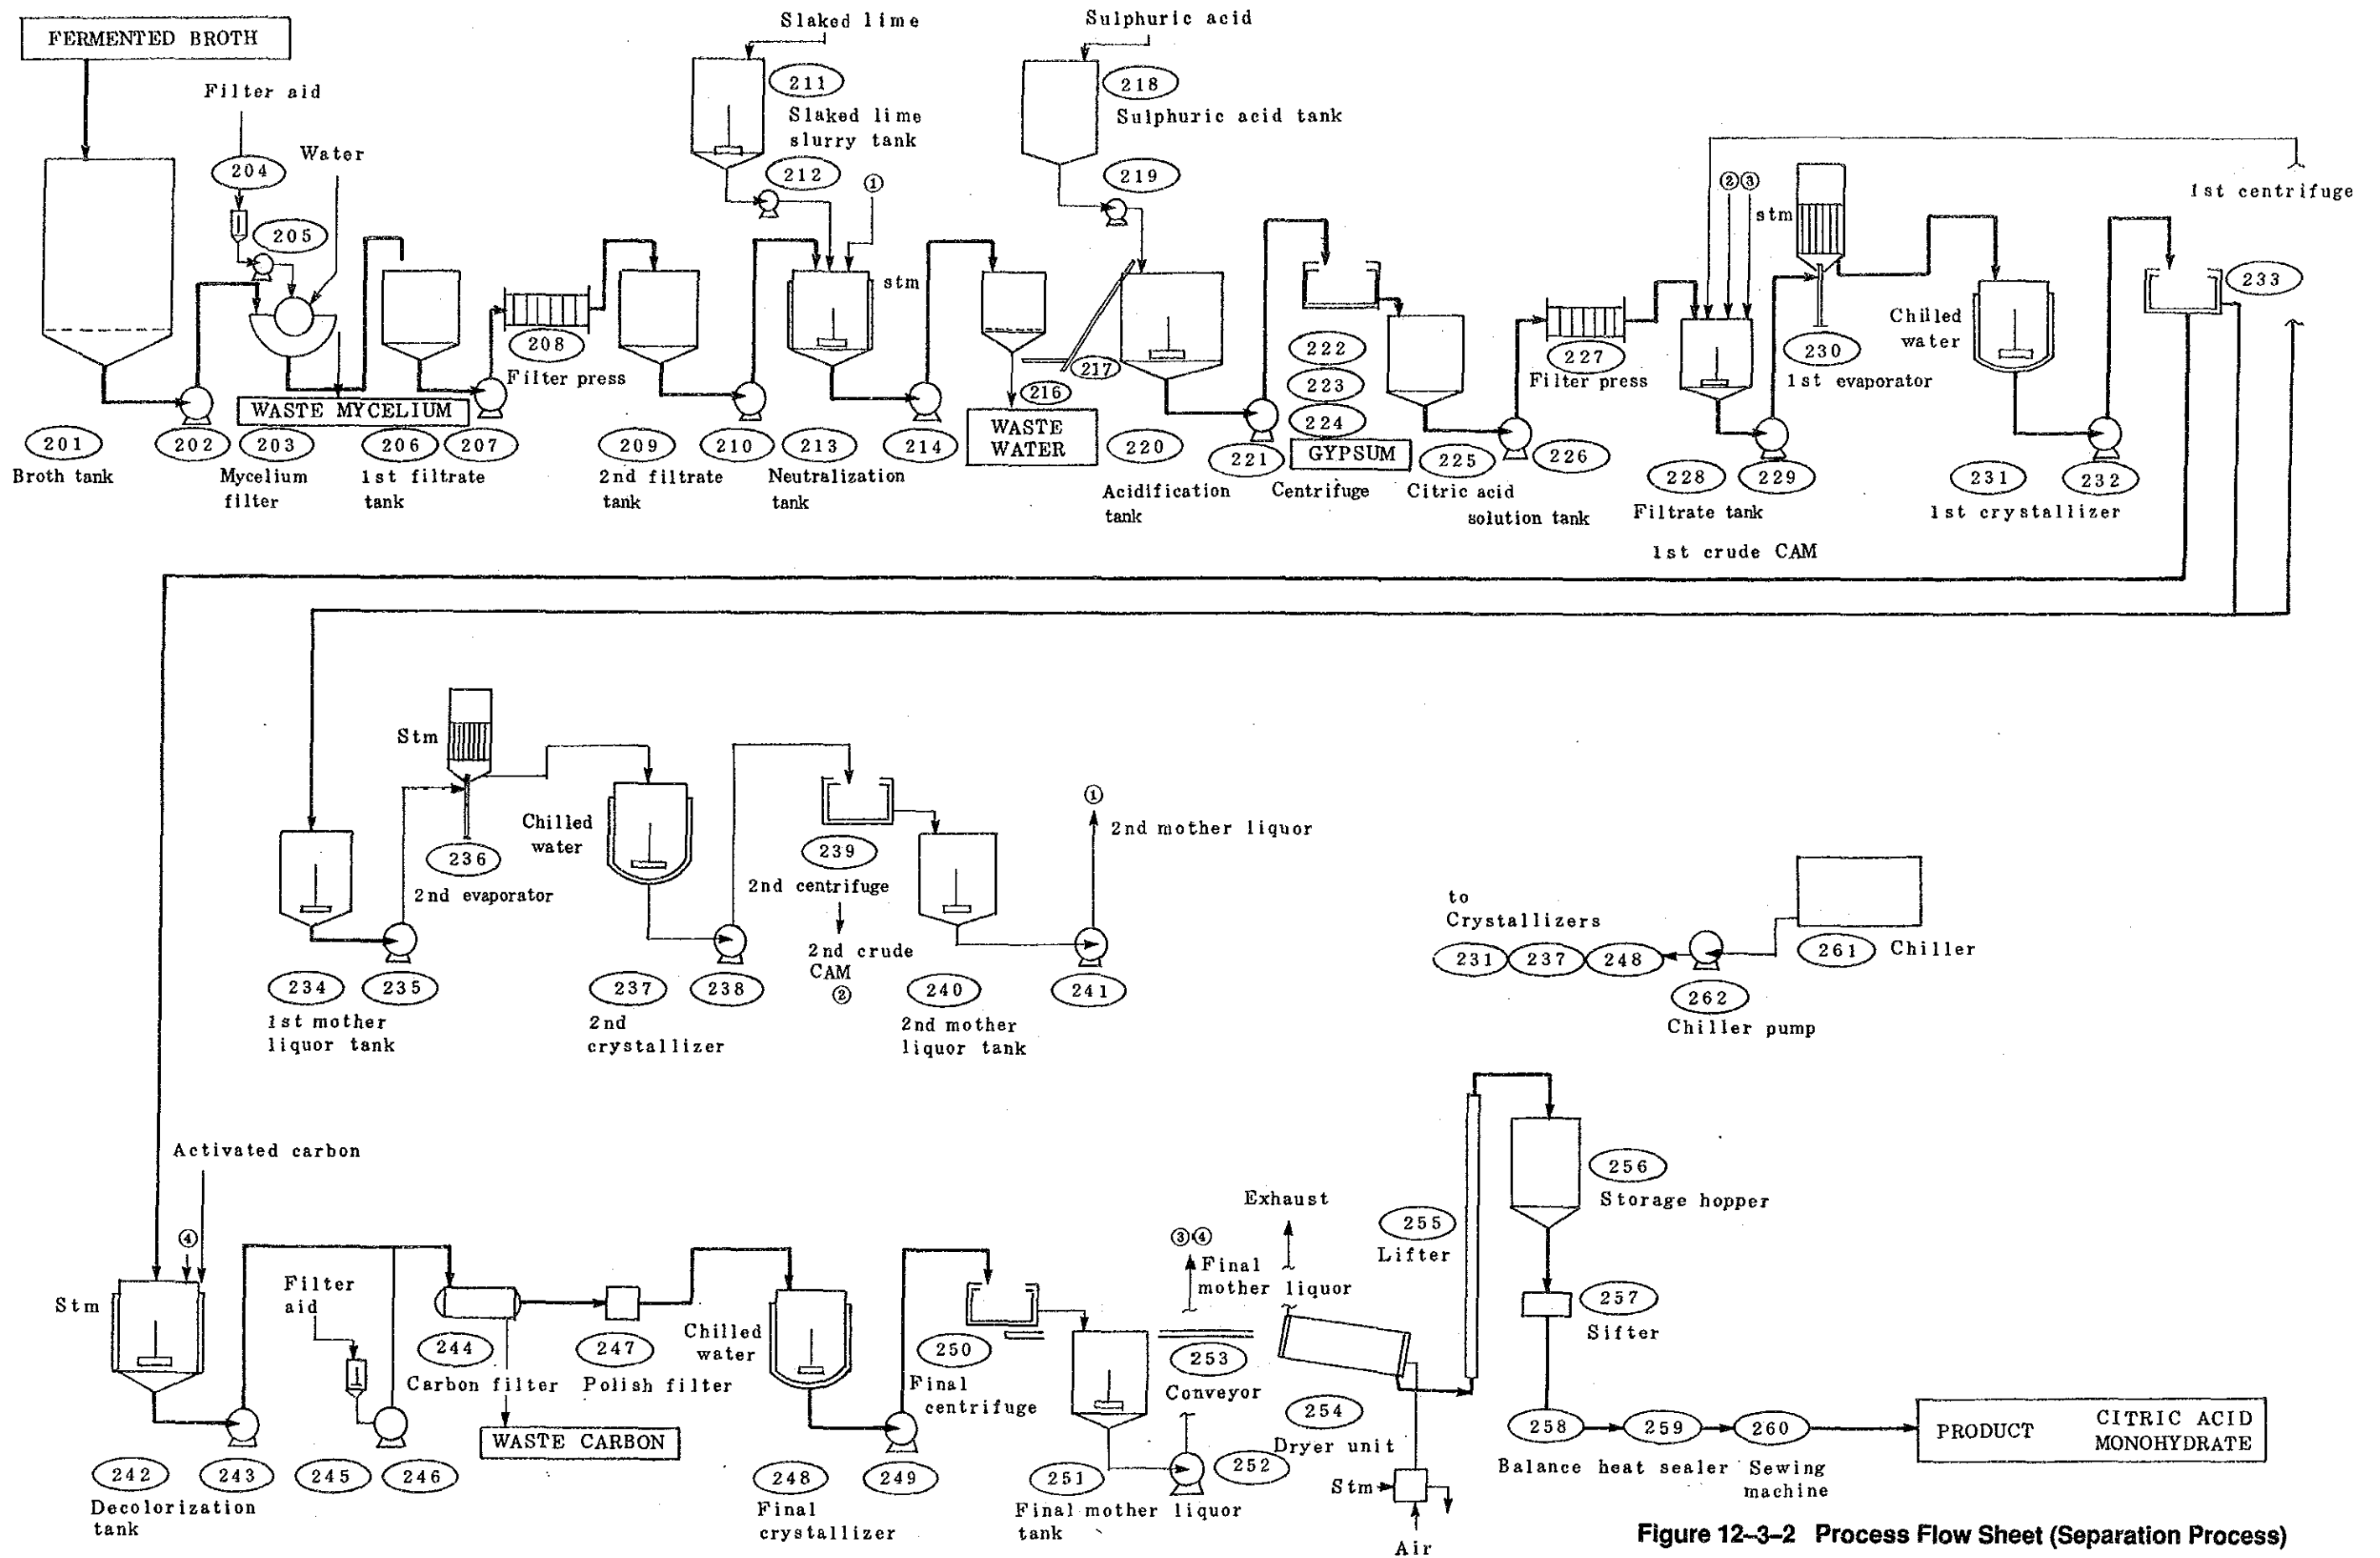 FERMENTED BROTH
Filter aid
204
Water
205
201
Broth tank
202
203
Mycelium
filter
WASTE MYCELIUM
206
1st filtrate
tank
207
208
Filter press
209
2nd filtrate
tank
210
Slaked lime
211
Slaked lime
slurry tank
212
①
stm
213
Neutralization
tank
214
216
WASTE
WATER
217
Sulphuric acid
218
Sulphuric acid tank
219
220
Acidification
tank
221
222
223
224
GYPSUM
Centrifuge
225
Citric acid
solution tank
226
227
Filter press
②③
stm
228
Filtrate tank
229
230
1st evaporator
Chilled
water
231
1st crystallizer
232
1st centrifuge
233
1st crude CAM
Stm
236
2nd evaporator
234
1st mother
liquor tank
235
Chilled
water
237
2nd
crystallizer
238
239
2nd centrifuge
2nd crude
CAM
②
240
2nd mother
liquor tank
①
2nd mother liquor
241
to
Crystallizers
231
237
248
261
Chiller
262
Chiller pump
Activated carbon
④
Stm
242
Decolorization
tank
243
Filter
aid
245
246
244
Carbon filter
WASTE CARBON
247
Polish filter
Chilled
water
248
Final
crystallizer
249
250
Final
centrifuge
251
Final mother liquor
tank
252
③④
Final
mother liquor
253
Conveyor
Exhaust
254
Dryer unit
Stm
Air
255
Lifter
256
Storage hopper
257
Sifter
258
259
260
Balance heat sealer Sewing
machine
PRODUCT CITRIC ACID
MONOHYDRATE
Figure 12–3–2 Process Flow Sheet (Separation Process)